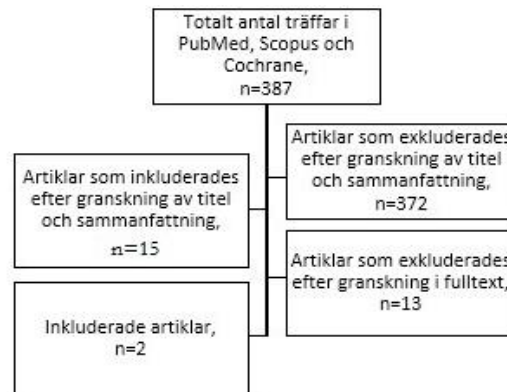 Totalt antal träffar i
PubMed, Scopus och
Cochrane,
n=387
Artiklar som exkluderades
efter granskning av titel
och sammanfattning,
n=372
Artiklar som inkluderades
efter granskning av titel
och sammanfattning,
n=15
Artiklar som exkluderades
efter granskning i fulltext,
n=13
Inkluderade artiklar,
n=2